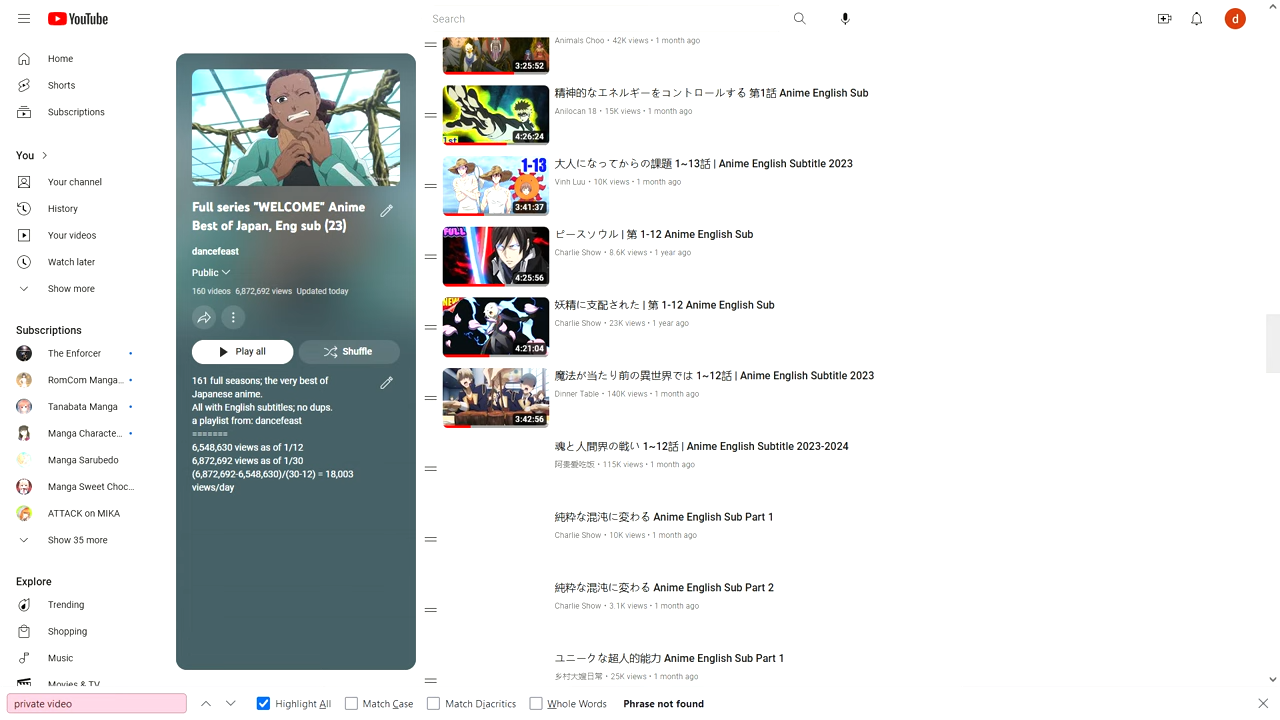 YouTube
Search
d
Home
Shorts
Subscriptions
You
Your channel
History
Your videos
Watch later
Show more
Subscriptions
The Enforcer
RomCom Manga...
Tanabata Manga
Manga Characte...
Manga Sarubedo
Manga Sweet Choc...
ATTACK on MIKA
Show 35 more
Explore
Trending
Shopping
Music
Movies & TV
Full series "WELCOME" Anime
Best of Japan, Eng sub (23)
dancefeast
Public
160 videos 6,872,692 views Updated today
Play all
Shuffle
161 full seasons; the very best of
Japanese anime.
All with English subtitles; no dups.
a playlist from: dancefeast
=======
6,548,630 views as of 1/12
6,872,692 views as of 1/30
(6,872,692-6,548,630)/(30-12) = 18,003
views/day
3:25:52
Animals Choo • 42K views • 1 month ago
1st
4:26:24
精神的なエネルギーをコントロールする 第1話 Anime English Sub
Anilocan 18 • 15K views • 1 month ago
1-13
3:41:37
大人になってからの課題 1~13話 | Anime English Subtitle 2023
Vinh Luu • 10K views • 1 month ago
FULL
4:25:56
ピースソウル | 第 1-12 Anime English Sub
Charlie Show • 8.6K views • 1 year ago
NEW
4:21:04
妖精に支配された | 第 1-12 Anime English Sub
Charlie Show • 23K views • 1 year ago
3:42:56
魔法が当たり前の異世界では 1~12話 | Anime English Subtitle 2023
Dinner Table • 140K views • 1 month ago
魂と人間界の戦い 1~12話 | Anime English Subtitle 2023-2024
阿要爱吃饭 • 115K views • 1 month ago
純粋な混沌に変わる Anime English Sub Part 1
Charlie Show • 10K views • 1 month ago
純粋な混沌に変わる Anime English Sub Part 2
Charlie Show • 3.1K views • 1 month ago
ユニークな超人的能力 Anime English Sub Part 1
乡村大嫂日常 • 25K views • 1 month ago
private video
Highlight All
Match Case
Match Diacritics
Whole Words
Phrase not found